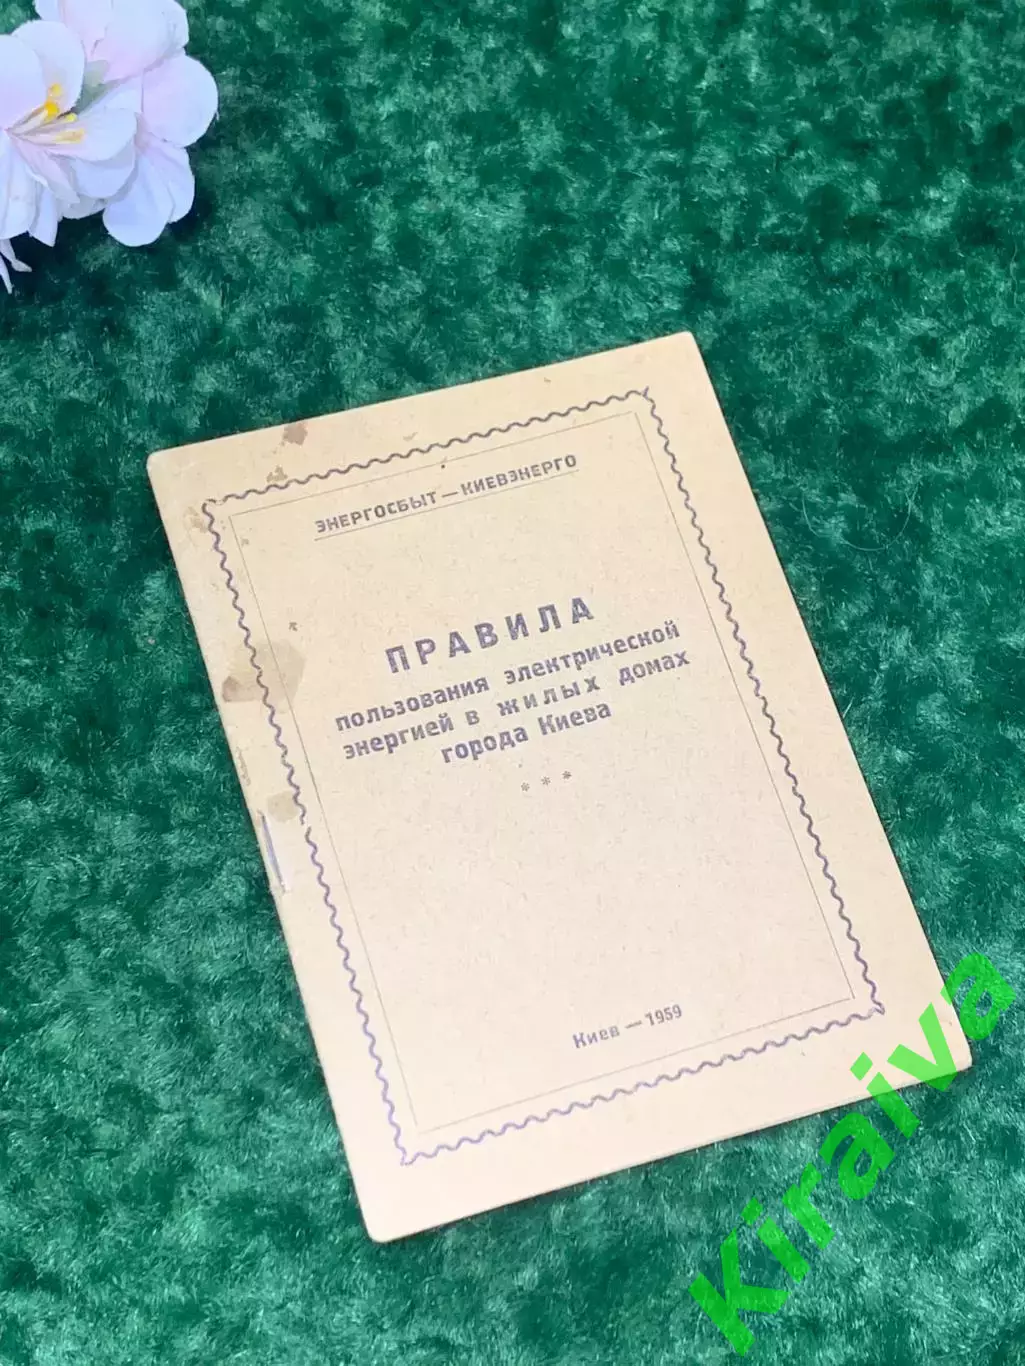 ЭНЕРГОСБЫТ — КИЕВЭНЕРГО
ПРАВИЛА
пользования электрической
энергией в жилых домах
города Киева
* * *
Киев — 1959
Kiraiva